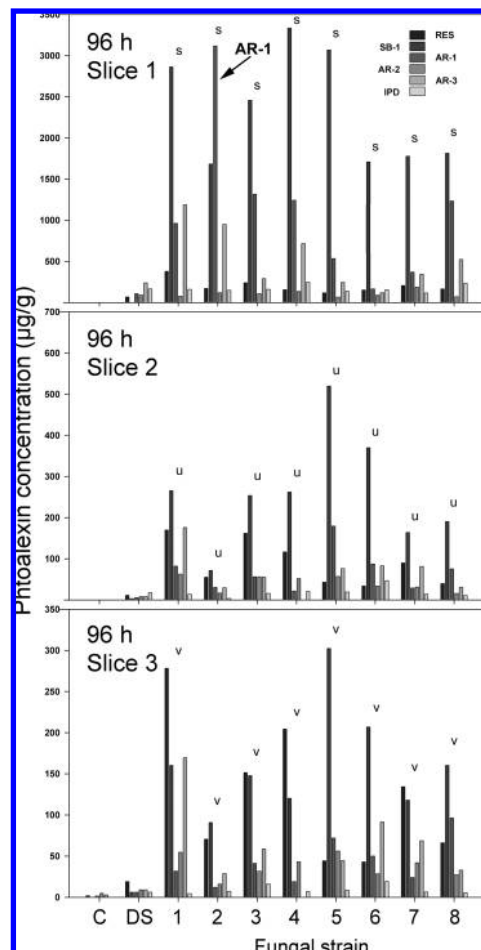 Phtoalexin concentration (µg/g)
96 h
Slice 1
AR-1
RES
SB-1
AR-1
AR-2
AR-3
IPD
3500
3000
2500
2000
1500
1000
500
s
s
s
s
s
s
s
s
96 h
Slice 2
700
600
500
400
300
200
100
u
u
u
u
u
u
u
u
96 h
Slice 3
350
300
250
200
150
100
50
0
v
v
v
v
v
v
v
v
C DS 1 2 3 4 5 6 7 8
Fungal strain